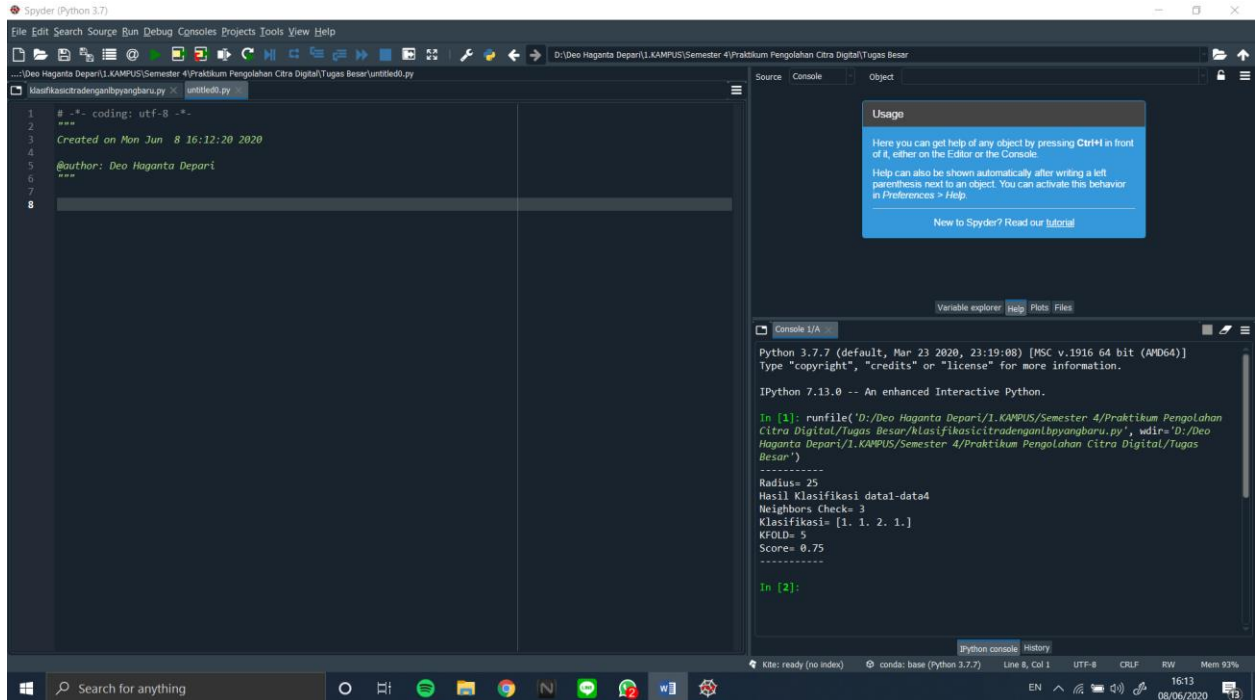 Spyder (Python 3.7)
File Edit Search Source Run Debug Consoles Projects Tools View Help
D:\Deo Haganta Depari\1.KAMPUS\Semester 4\Praktikum Pengolahan Citra Digital\Tugas Besar
...:\Deo Haganta Depari\1.KAMPUS\Semester 4\Praktikum Pengolahan Citra Digital\Tugas Besar\untitled0.py
klasifikasicitradenganlbpyangbaru.py untitled0.py
1 # -*- coding: utf-8 -*-
2 """
3 Created on Mon Jun  8 16:12:20 2020
4
5 @author: Deo Haganta Depari
6 """
7
8
Source Console Object
Usage
Here you can get help of any object by pressing Ctrl+I in front
of it, either on the Editor or the Console.
Help can also be shown automatically after writing a left
parenthesis next to an object. You can activate this behavior
in Preferences > Help.
New to Spyder? Read our tutorial
Variable explorer Help Plots Files
Console 1/A
Python 3.7.7 (default, Mar 23 2020, 23:19:08) [MSC v.1916 64 bit (AMD64)]
Type "copyright", "credits" or "license" for more information.
IPython 7.13.0 -- An enhanced Interactive Python.
In [1]: runfile('D:/Deo Haganta Depari/1.KAMPUS/Semester 4/Praktikum Pengolahan
Citra Digital/Tugas Besar/klasifikasicitradenganlbpyangbaru.py', wdir='D:/Deo
Haganta Depari/1.KAMPUS/Semester 4/Praktikum Pengolahan Citra Digital/Tugas
Besar')
-----------
Radius= 25
Hasil Klasifikasi data1-data4
Neighbors Check= 3
Klasifikasi= [1. 1. 2. 1.]
KFOLD= 5
Score= 0.75
-----------
In [2]:
IPython console History
Kite: ready (no index) conda: base (Python 3.7.7) Line 8, Col 1 UTF-8 CRLF RW Mem 93%
Search for anything
EN 16:13
08/06/2020
13